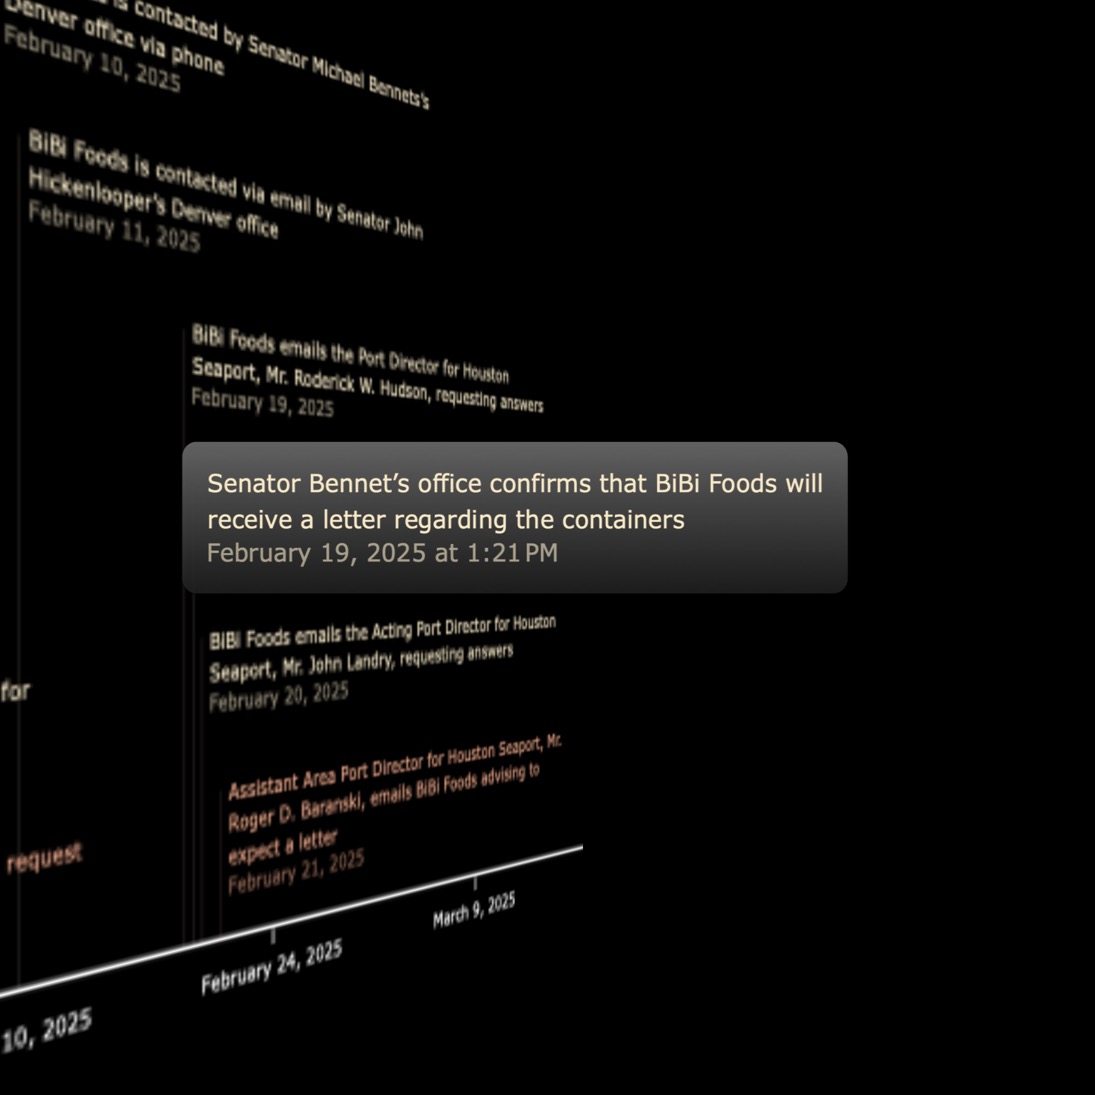 is contacted by Senator Michael Bennets's
Denver office via phone
February 10, 2025
BiBi Foods is contacted via email by Senator John
Hickenlooper's Denver office
February 11, 2025
BiBi Foods emails the Port Director for Houston
Seaport, Mr. Roderick W. Hudson, requesting answers
February 19, 2025
Senator Bennet’s office confirms that BiBi Foods will
receive a letter regarding the containers
February 19, 2025 at 1:21 PM
BiBi Foods emails the Acting Port Director for Houston
Seaport, Mr. John Landry, requesting answers
February 20, 2025
for
Assistant Area Port Director for Houston Seaport, Mr.
Roger D. Baranski, emails BiBi Foods advising to
expect a letter
February 21, 2025
request
March 9, 2025
February 24, 2025
10, 2025